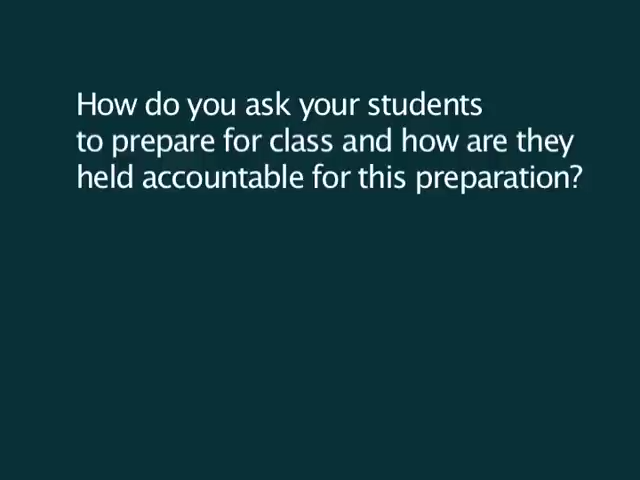 How do you ask your students
to prepare for class and how are they
held accountable for this preparation?